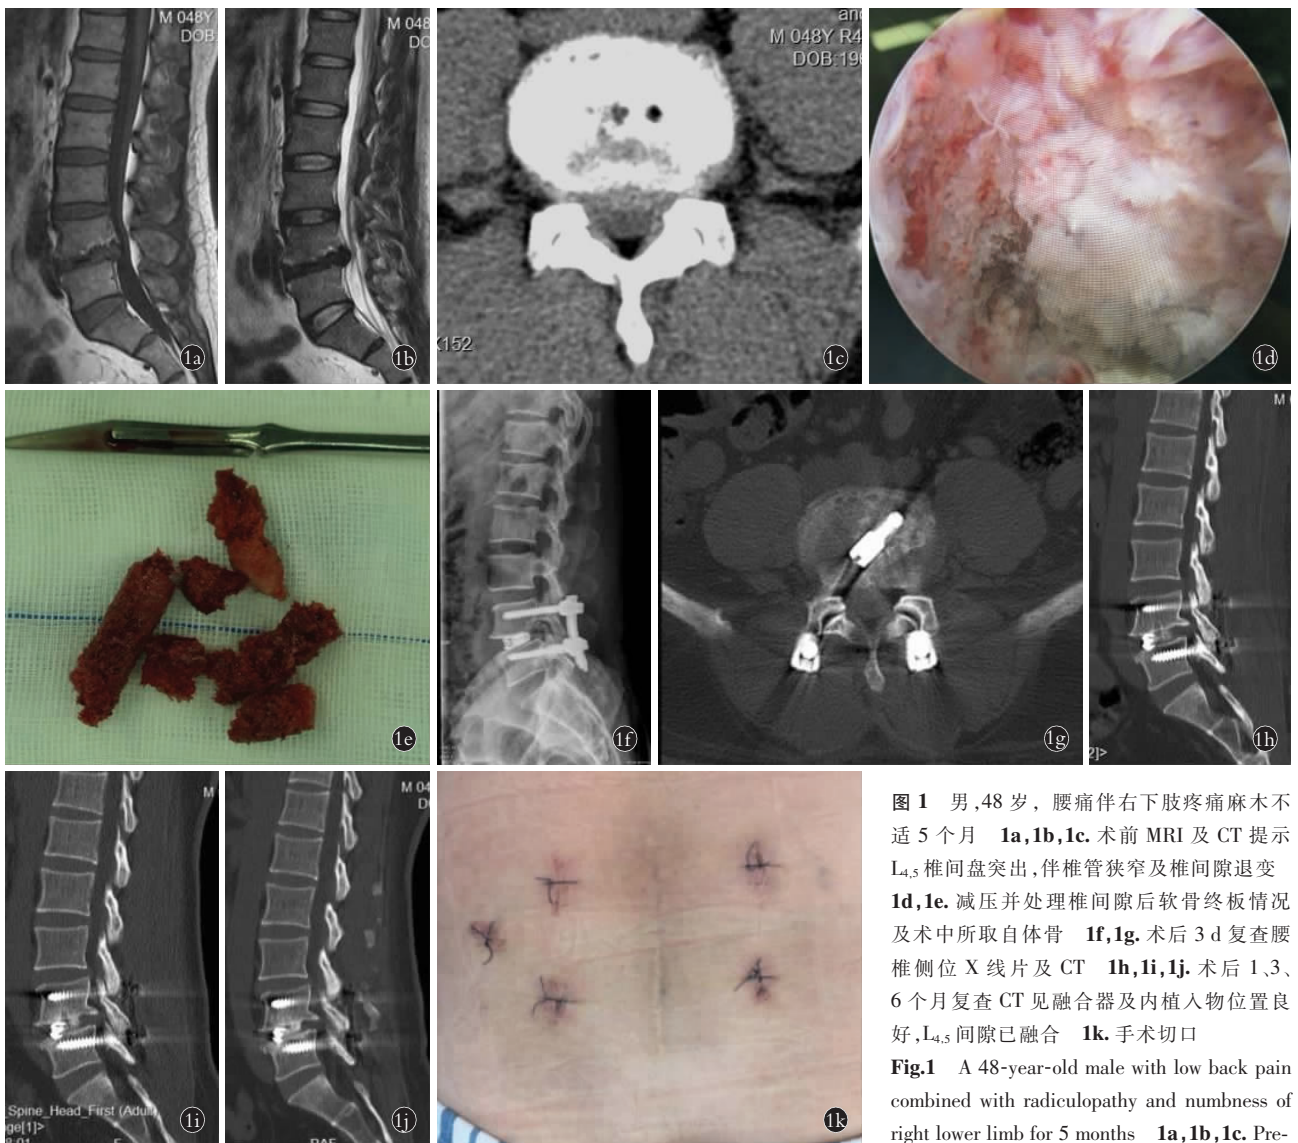 M 048Y
DOB:
1a
M 048
DO
1b
and
M 048Y R4
DOB:196
K152
1c
1d
1e
1f
1g
M 0
2]>
1h
M
Spine_Head_First (Adult)
ge[1]>
1i
M 04
D
1j
1k
图 1 男,48 岁, 腰痛伴右下肢疼痛麻木不
适 5 个月 1a,1b,1c. 术前 MRI 及 CT 提示
L4,5 椎间盘突出,伴椎管狭窄及椎间隙退变
1d,1e. 减压并处理椎间隙后软骨终板情况
及术中所取自体骨 1f,1g. 术后 3 d 复查腰
椎侧位 X 线片及 CT 1h,1i,1j. 术后 1、3、
6 个月复查 CT 见融合器及内植入物位置良
好,L4,5 间隙已融合 1k. 手术切口
Fig.1 A 48-year-old male with low back pain
combined with radiculopathy and numbness of
right lower limb for 5 months 1a,1b,1c. Pre-